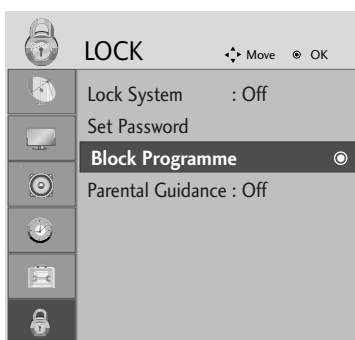 LOCK Move OK
Lock System : Off
Set Password
Block Programme
Parental Guidance : Off